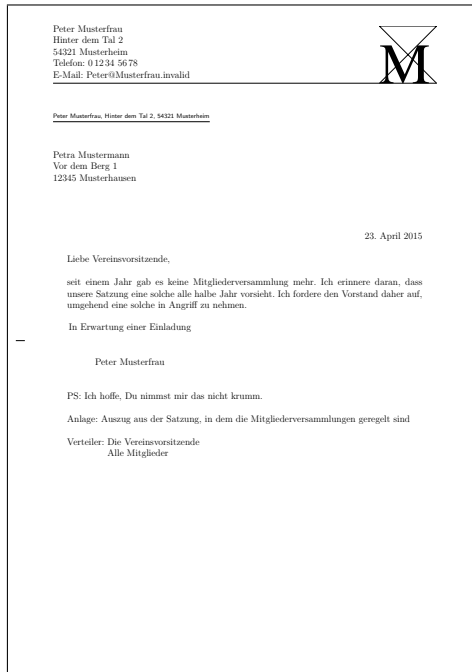 Peter Musterfrau
Hinter dem Tal 2
54321 Musterheim
Telefon: 0 12 34 56 78
E-Mail: Peter@Musterfrau.invalid
M
Peter Musterfrau, Hinter dem Tal 2, 54321 Musterheim
Petra Mustermann
Vor dem Berg 1
12345 Musterhausen
23. April 2015
Liebe Vereinsvorsitzende,
seit einem Jahr gab es keine Mitgliederversammlung mehr. Ich erinnere daran, dass
unsere Satzung eine solche alle halbe Jahr vorsieht. Ich fordere den Vorstand daher auf,
umgehend eine solche in Angriff zu nehmen.
In Erwartung einer Einladung
Peter Musterfrau
PS: Ich hoffe, Du nimmst mir das nicht krumm.
Anlage: Auszug aus der Satzung, in dem die Mitgliederversammlungen geregelt sind
Verteiler: Die Vereinsvorsitzende
Alle Mitglieder